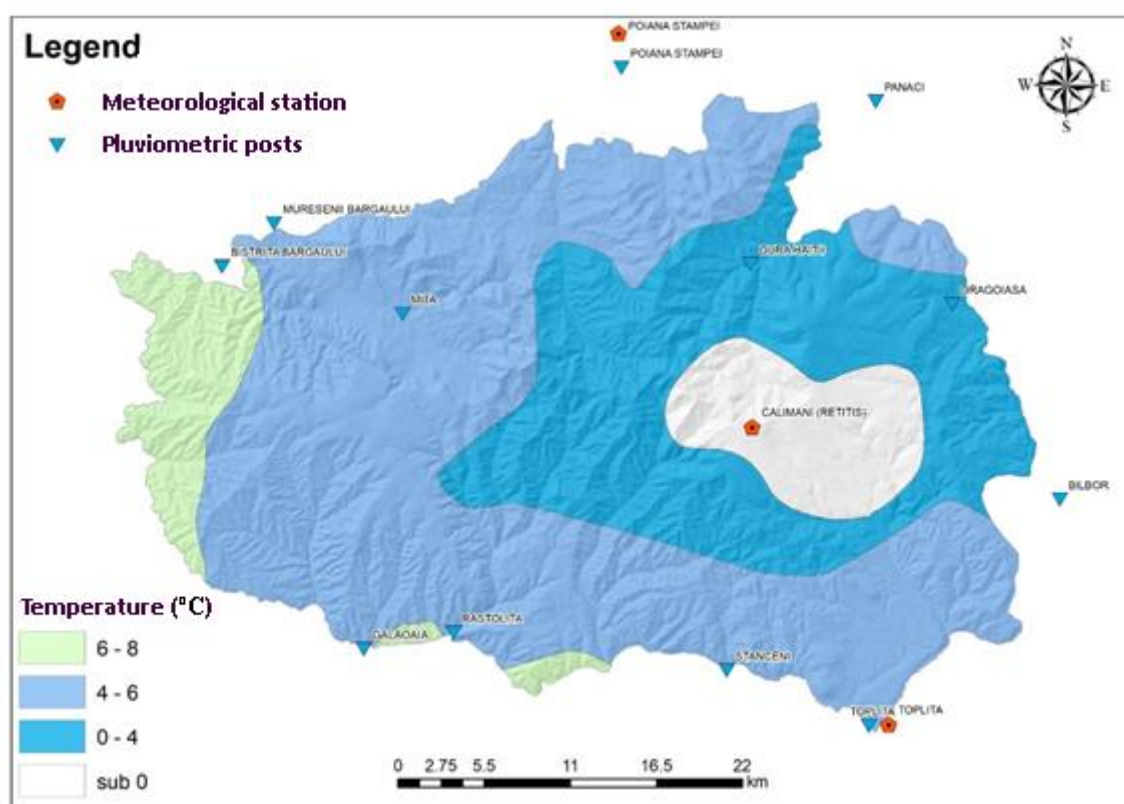 Legend
Meteorological station
Pluviometric posts
POIANA STAMPEI
POIANA STAMPEI
PANACI
N
W E
S
MURESENII BARGAULUI
BISTRITA BARGAULUI
GURA HAITII
DRAGOIASA
MITA
CALIMANI (RETITIS)
BILBOR
Temperature (°C)
6 - 8
4 - 6
0 - 4
sub 0
GALAOAIA
RASTOLITA
STANCENI
TOPLITA TOPLITA
0 2.75 5.5 11 16.5 22
km